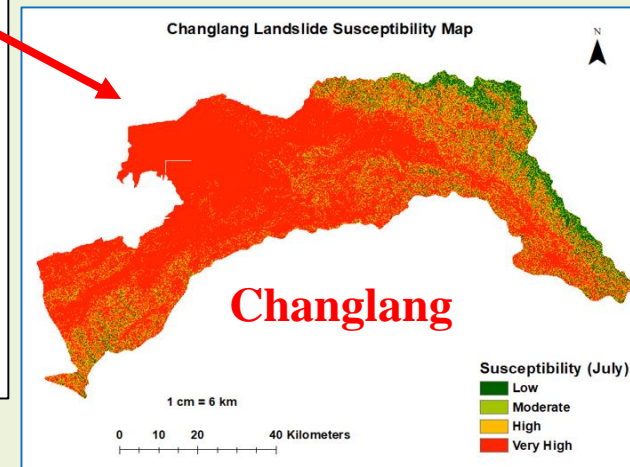 Changlang Landslide Susceptibility Map
N
Changlang
Susceptibility (July)
Low
Moderate
High
Very High
1 cm = 6 km
0 10 20 40 Kilometers